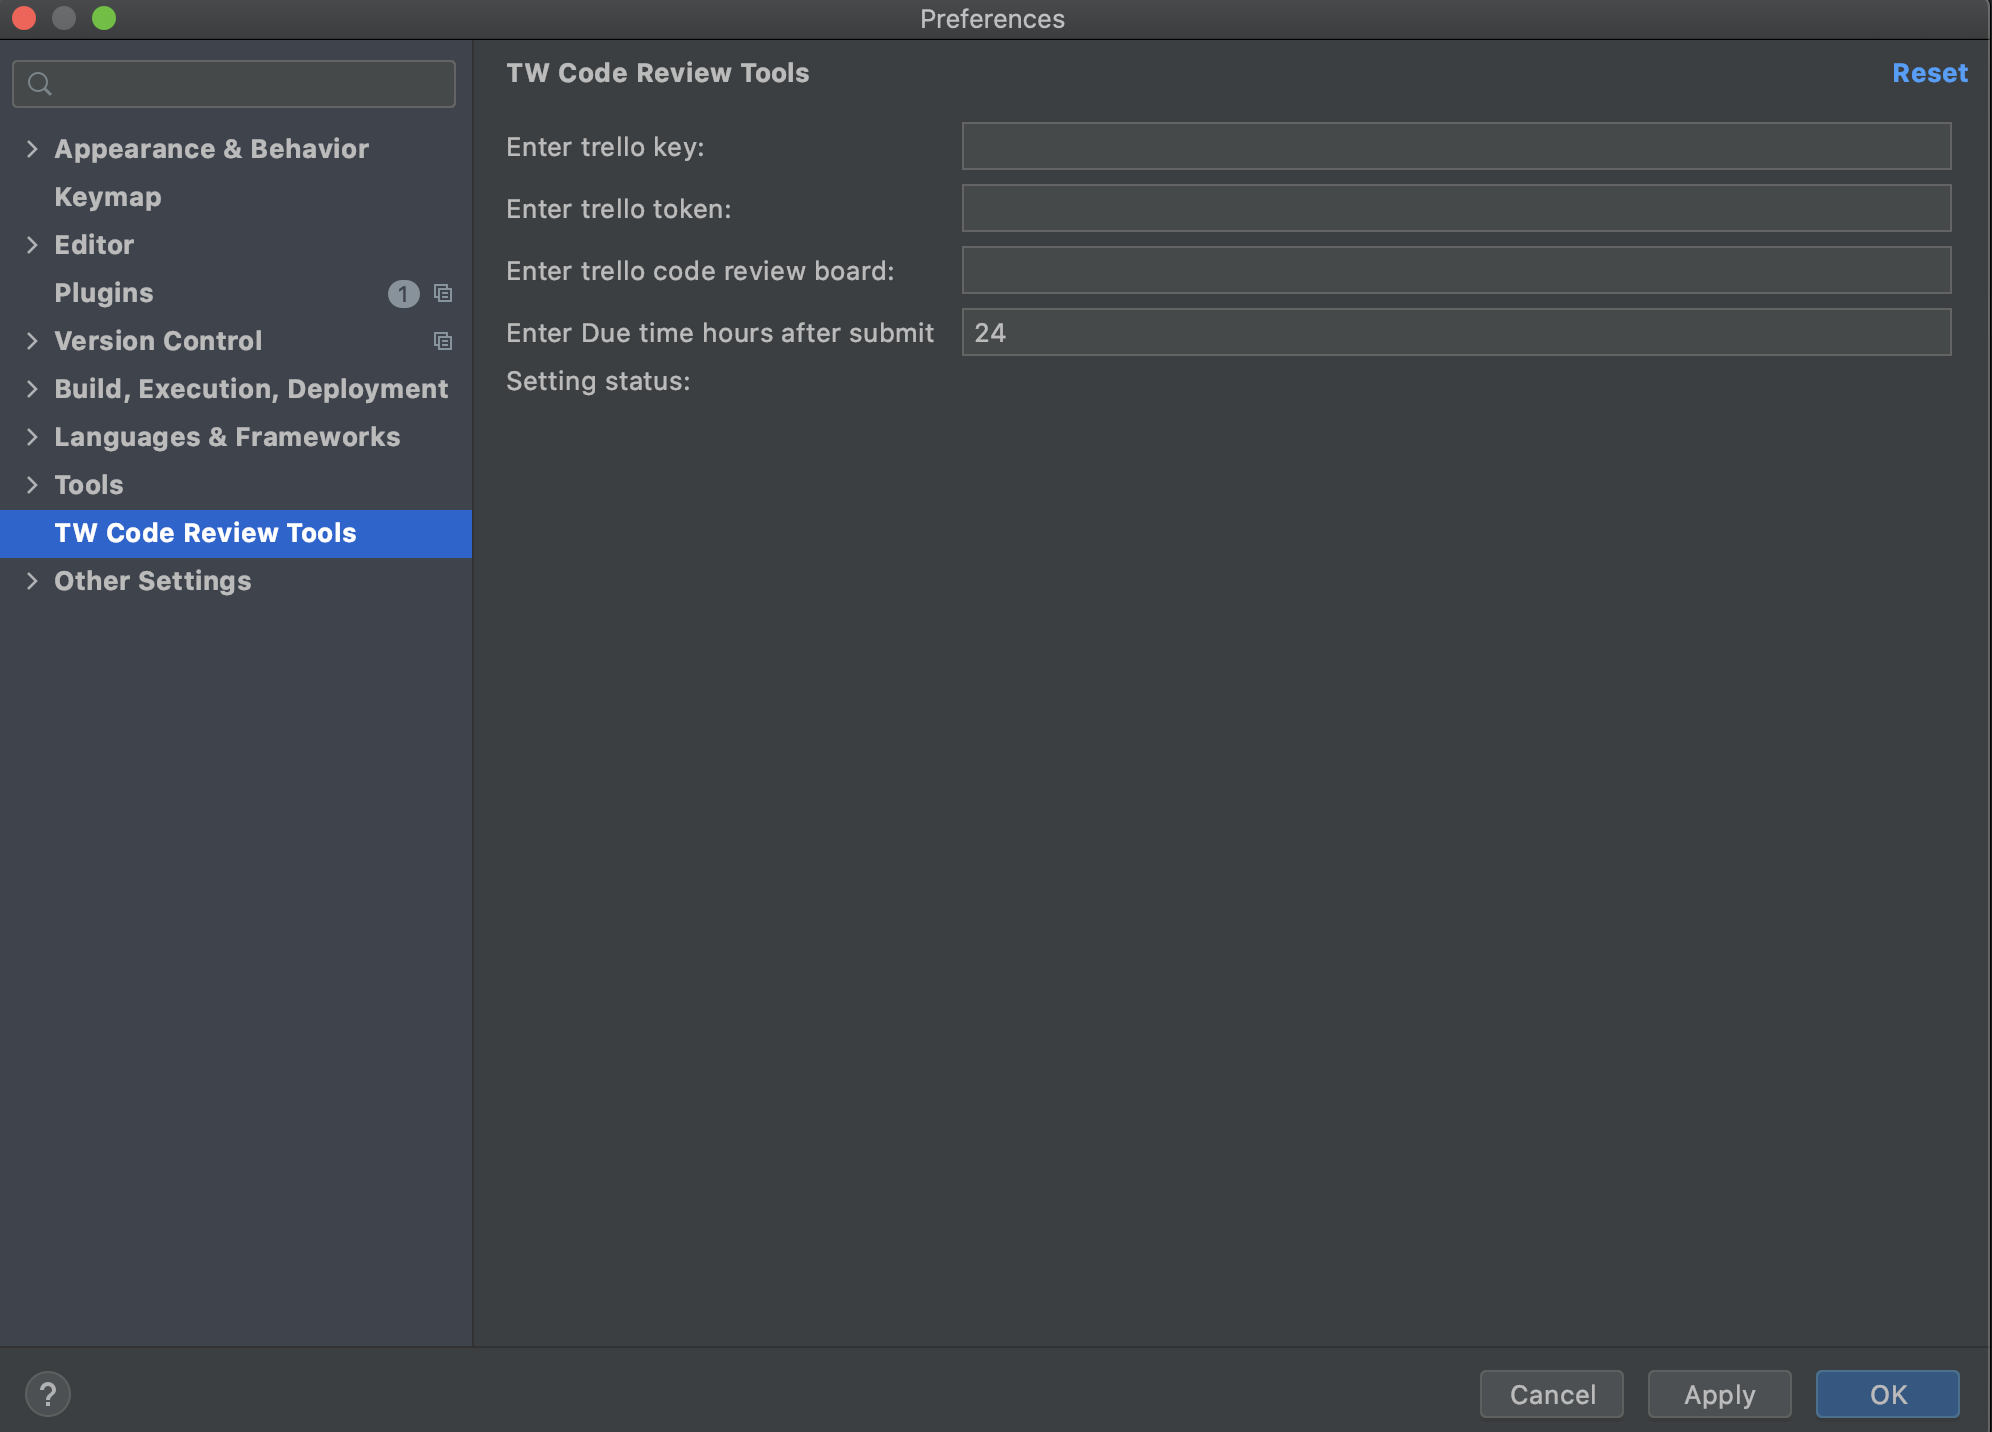 Preferences
Appearance & Behavior
Keymap
Editor
Plugins 1
Version Control
Build, Execution, Deployment
Languages & Frameworks
Tools
TW Code Review Tools
Other Settings
TW Code Review Tools Reset
Enter trello key:
Enter trello token:
Enter trello code review board:
Enter Due time hours after submit 24
Setting status:
? Cancel Apply OK